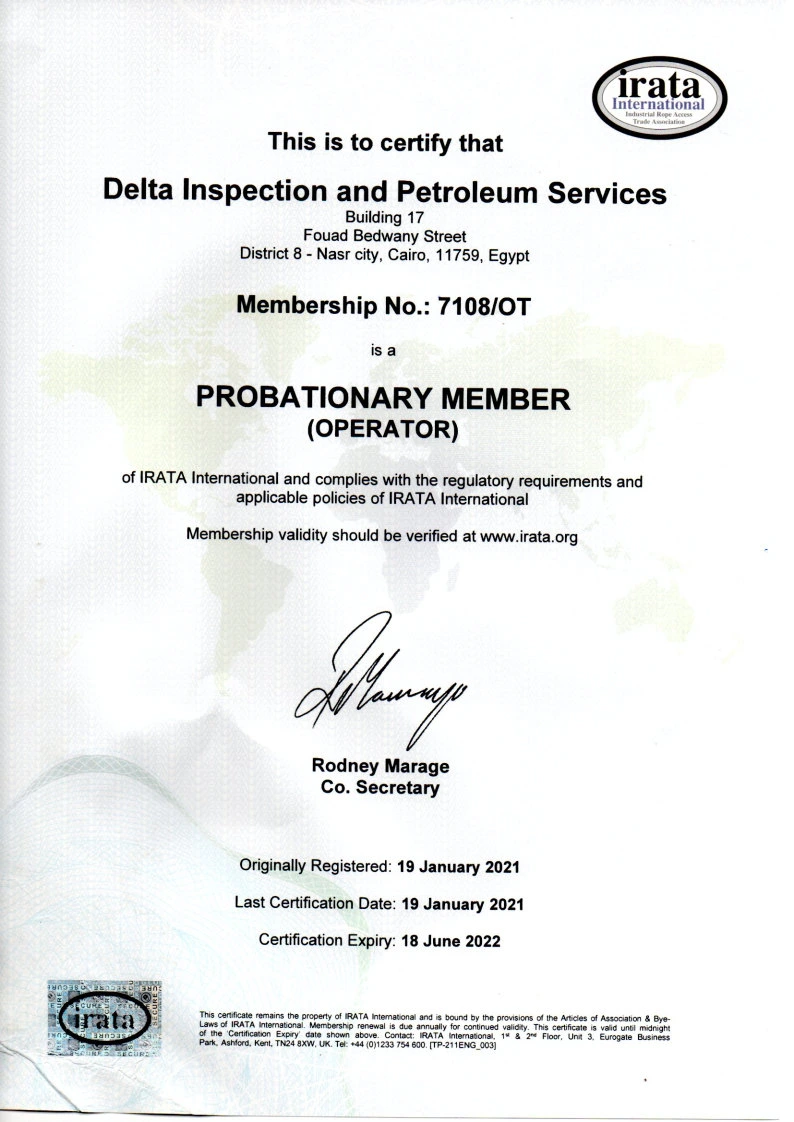 irata
International
Industrial Rope Access
Trade Association
This is to certify that
Delta Inspection and Petroleum Services
Building 17
Fouad Bedwany Street
District 8 - Nasr city, Cairo, 11759, Egypt
Membership No.: 7108/OT
is a
PROBATIONARY MEMBER
(OPERATOR)
of IRATA International and complies with the regulatory requirements and
applicable policies of IRATA International
Membership validity should be verified at www.irata.org
Rodney Marage
Co. Secretary
Originally Registered: 19 January 2021
Last Certification Date: 19 January 2021
Certification Expiry: 18 June 2022
irata
SECURE
This certificate remains the property of IRATA International and is bound by the provisions of the Articles of Association & Bye-
Laws of IRATA International. Membership renewal is due annually for continued validity. This certificate is valid until midnight
of the 'Certification Expiry' date shown above. Contact: IRATA International, 1st & 2nd Floor, Unit 3, Eurogate Business
Park, Ashford, Kent, TN24 8XW, UK. Tel: +44 (0)1233 754 600. [TP-211ENG_003]